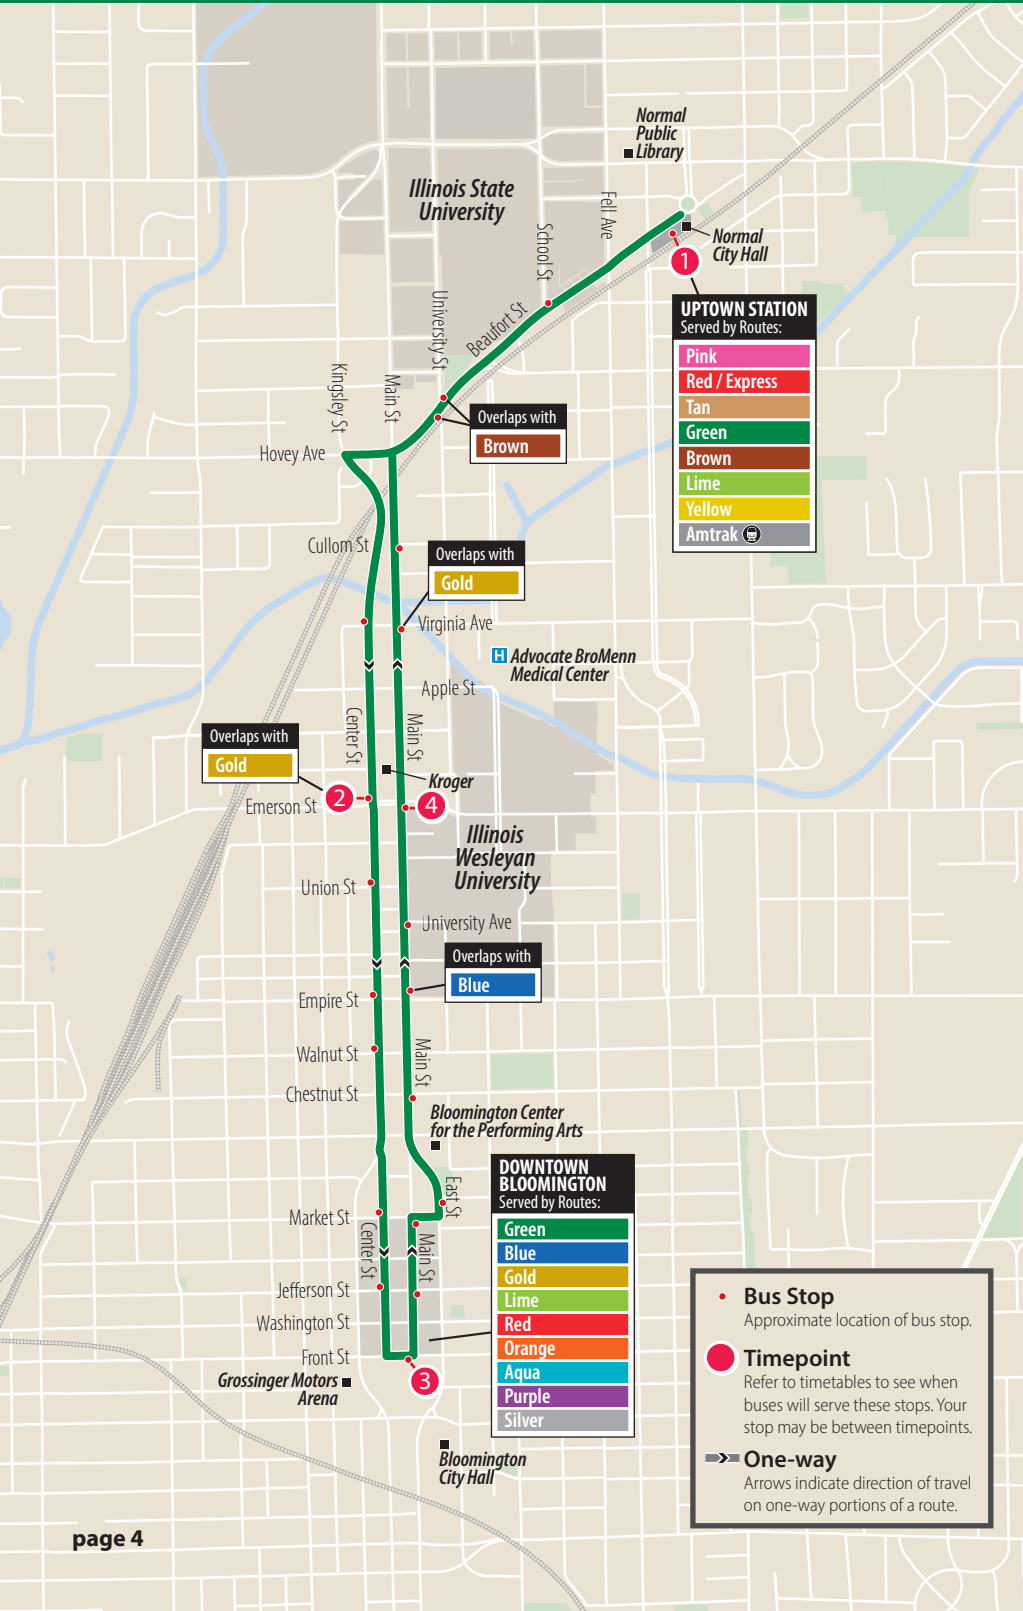 Normal
Public
Library
Illinois State
University
Fell Ave
School St
Normal
City Hall
1
University St
Beaufort St
UPTOWN STATION
Served by Routes:
Pink
Red / Express
Tan
Green
Brown
Lime
Yellow
Amtrak
Kingsley St
Main St
Overlaps with
Brown
Hovey Ave
Cullom St
Overlaps with
Gold
Virginia Ave
H Advocate BroMenn
Medical Center
Apple St
Center St
Main St
Overlaps with
Gold
Kroger
Emerson St
2
4
Illinois
Wesleyan
University
Union St
University Ave
Overlaps with
Blue
Empire St
Walnut St
Main St
Chestnut St
Bloomington Center
for the Performing Arts
DOWNTOWN
BLOOMINGTON
Served by Routes:
Green
Blue
Gold
Lime
Red
Orange
Aqua
Purple
Silver
East St
Market St
Center St
Main St
Jefferson St
Washington St
Front St
Grossinger Motors
Arena
3
Bloomington
City Hall
Bus Stop
Approximate location of bus stop.
Timepoint
Refer to timetables to see when
buses will serve these stops. Your
stop may be between timepoints.
One-way
Arrows indicate direction of travel
on one-way portions of a route.
page 4